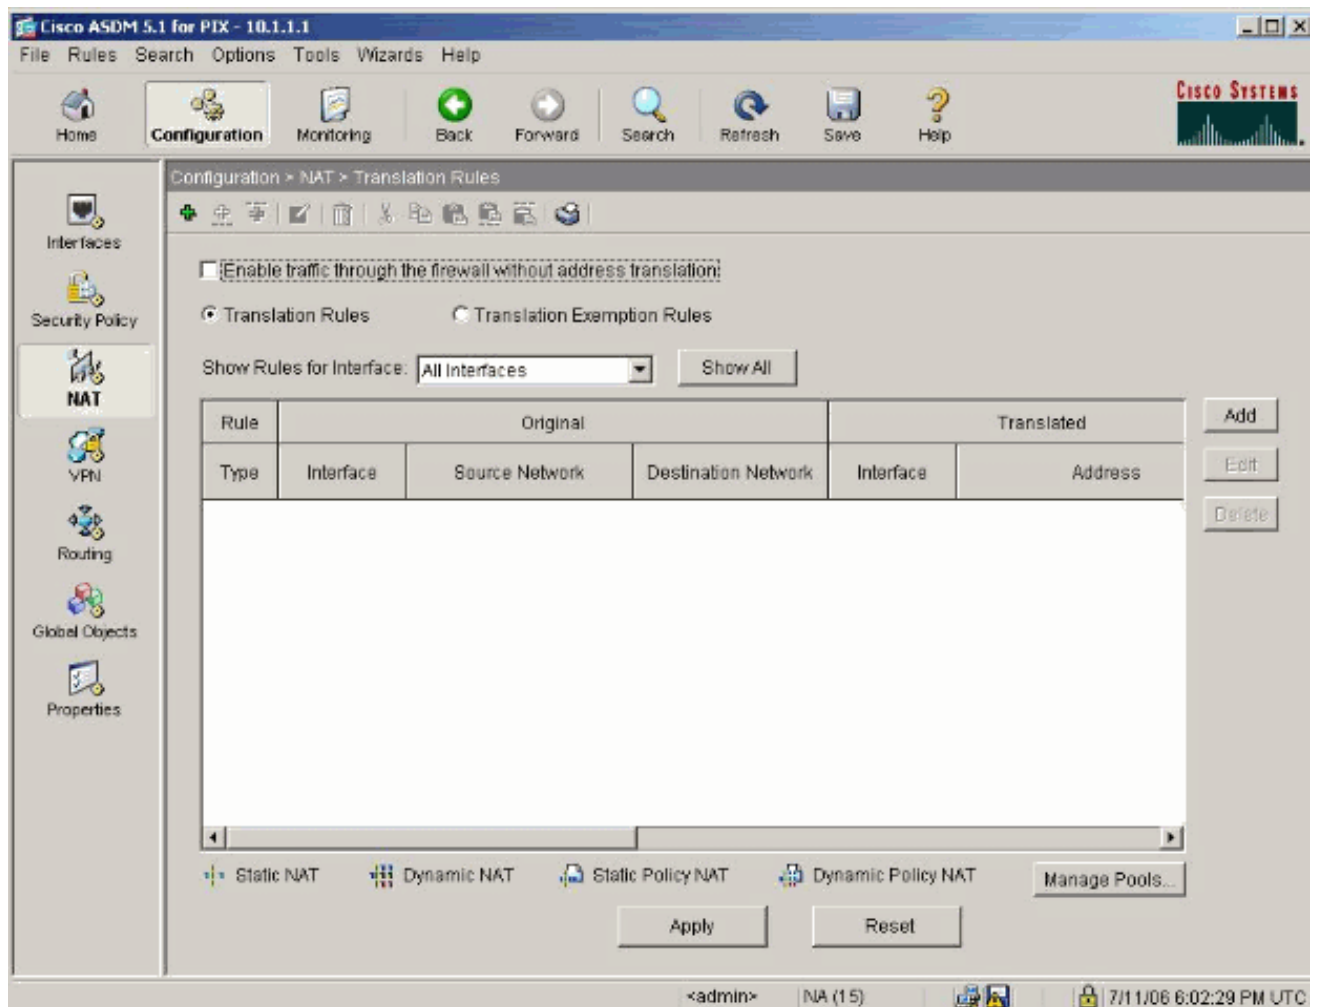 Cisco ASDM 5.1 for PIX - 10.1.1.1
File Rules Search Options Tools Wizards Help
Home Configuration Monitoring Back Forward Search Refresh Save Help
CISCO SYSTEMS
Configuration > NAT > Translation Rules
Interfaces
Security Policy
NAT
VPN
Routing
Global Objects
Properties
Enable traffic through the firewall without address translation
Translation Rules Translation Exemption Rules
Show Rules for Interface: All Interfaces Show All
Rule Original Translated
Type Interface Source Network Destination Network Interface Address
Add
Edit
Delete
Static NAT Dynamic NAT Static Policy NAT Dynamic Policy NAT Manage Pools...
Apply Reset
<admin> NA (15) 7/11/06 6:02:29 PM UTC